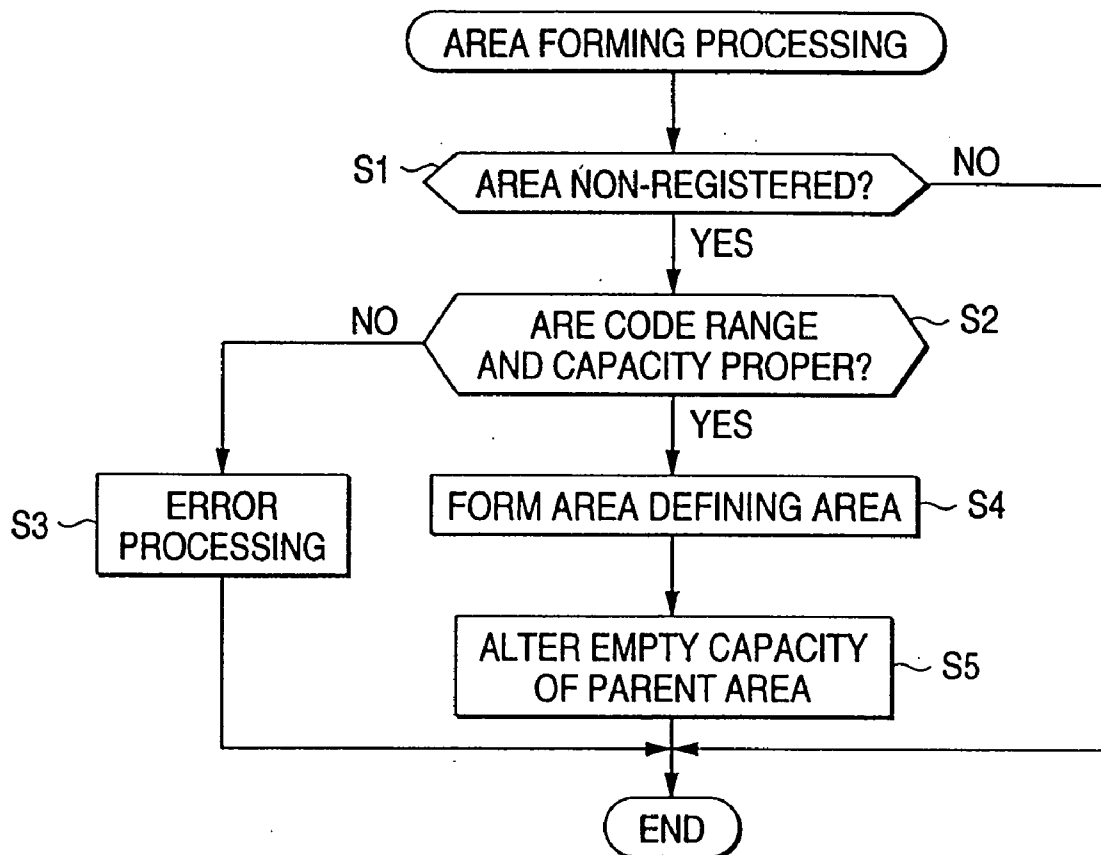 AREA FORMING PROCESSING
S1
AREA NON-REGISTERED?
NO
YES
NO
ARE CODE RANGE
AND CAPACITY PROPER?
S2
YES
S3
ERROR
PROCESSING
FORM AREA DEFINING AREA
S4
ALTER EMPTY CAPACITY
OF PARENT AREA
S5
END